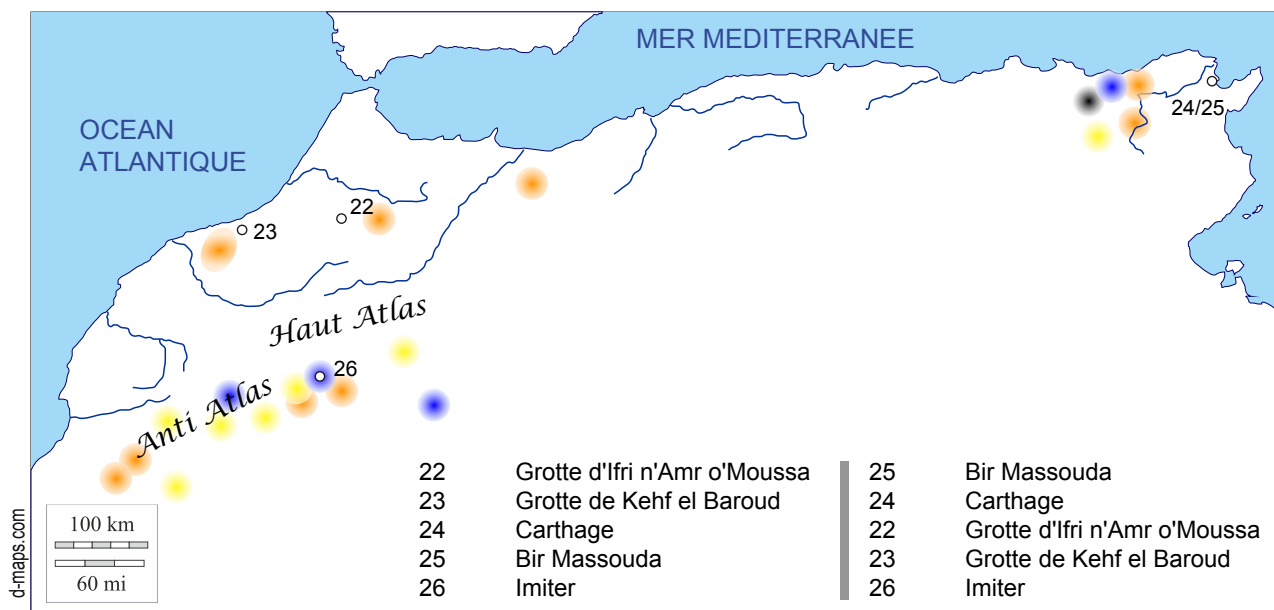 MER MEDITERRANEE
OCEAN
ATLANTIQUE
24/25
22
23
Haut Atlas
26
Anti Atlas
22 Grotte d'Ifri n'Amr o'Moussa
23 Grotte de Kehf el Baroud
24 Carthage
25 Bir Massouda
26 Imiter
25 Bir Massouda
24 Carthage
22 Grotte d'Ifri n'Amr o'Moussa
23 Grotte de Kehf el Baroud
26 Imiter
100 km
60 mi
d-maps.com